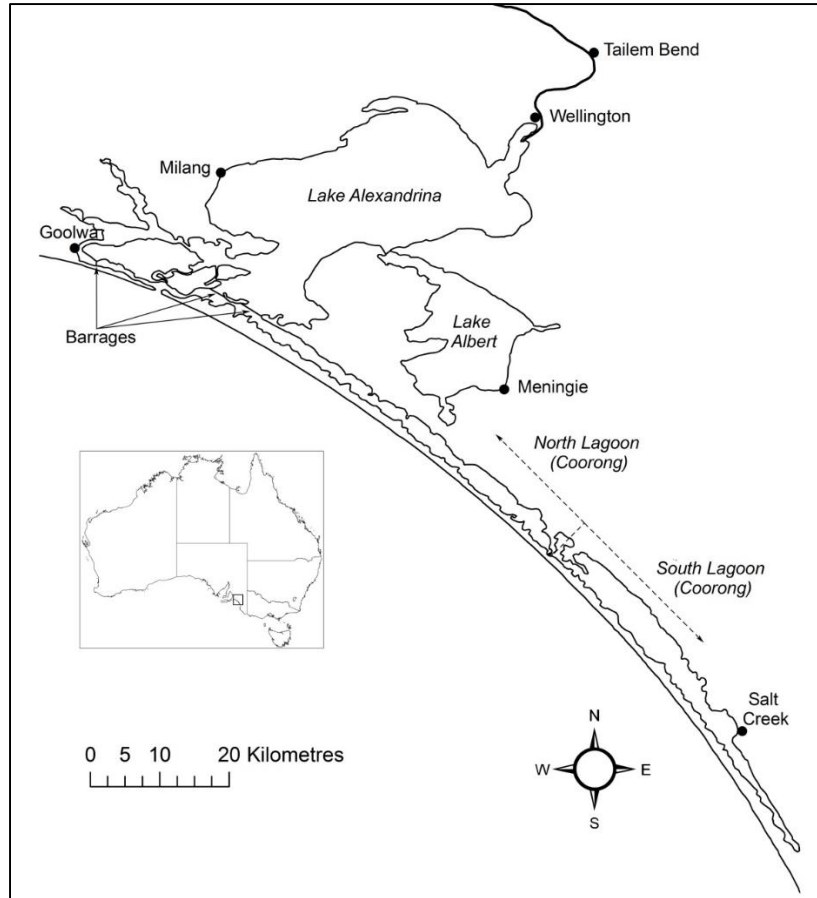 Tailem Bend
Wellington
Milang
Lake Alexandrina
Goolwa
Barrages
Lake
Albert
Meningie
North Lagoon
(Coorong)
South Lagoon
(Coorong)
Salt
Creek
N
W
E
S
0 5 10 20 Kilometres